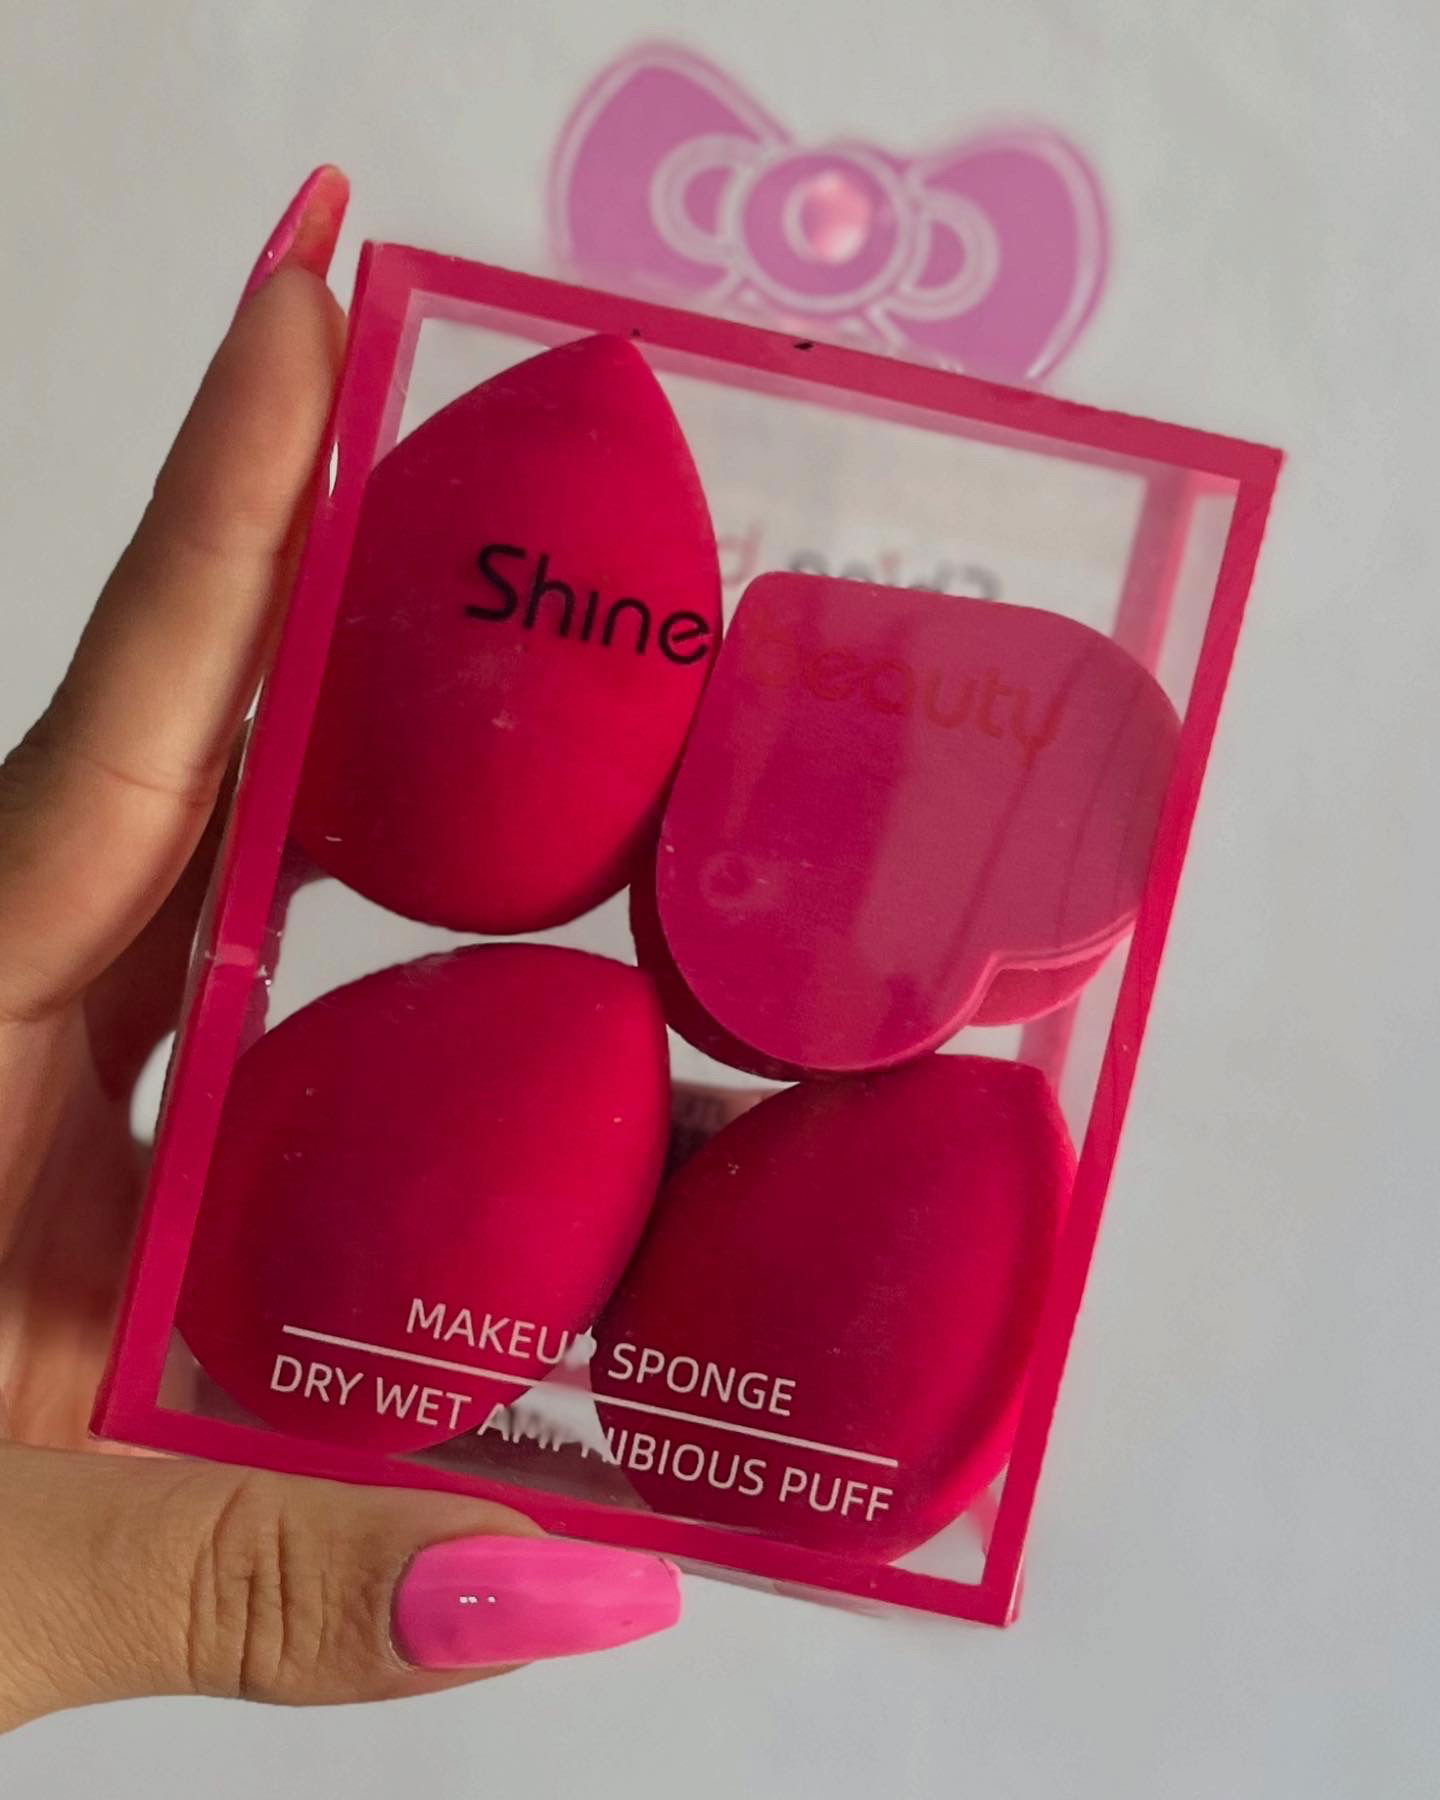 Shine beauty
MAKEUP SPONGE
DRY WET AMPHIBIOUS PUFF